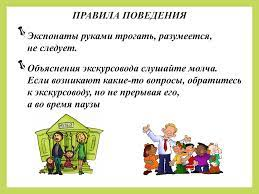 ПРАВИЛА ПОВЕДЕНИЯ
Экспонаты руками трогать, разумеется,
не следует.
Объяснения экскурсовода слушайте молча.
Если возникают какие-то вопросы, обратитесь
к экскурсоводу, но не прерывая его,
а во время паузы